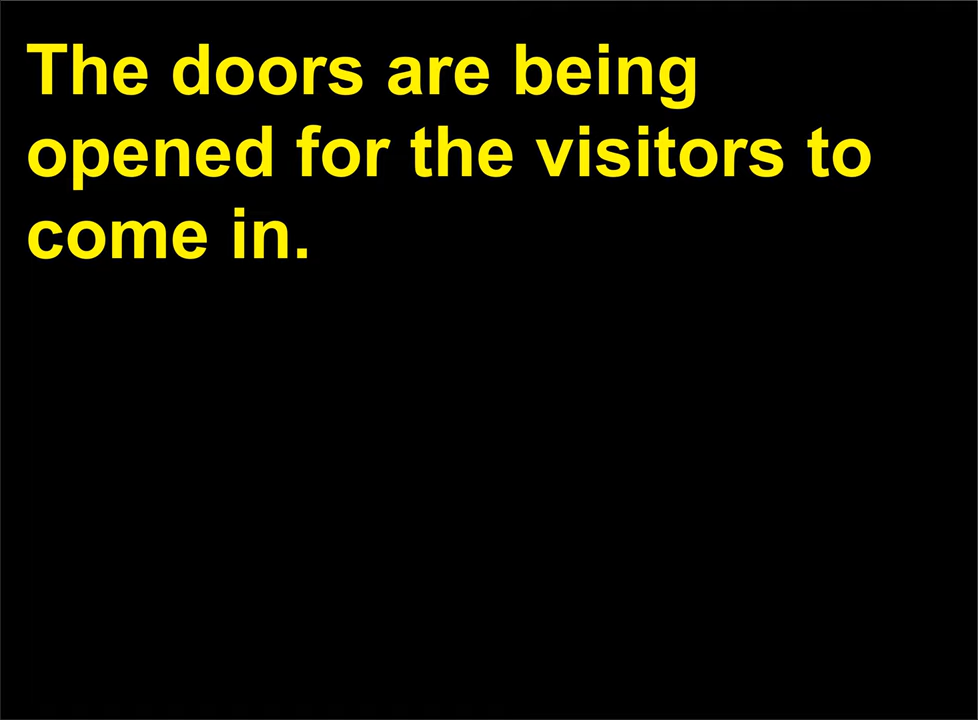 The doors are being
opened for the visitors to
come in.